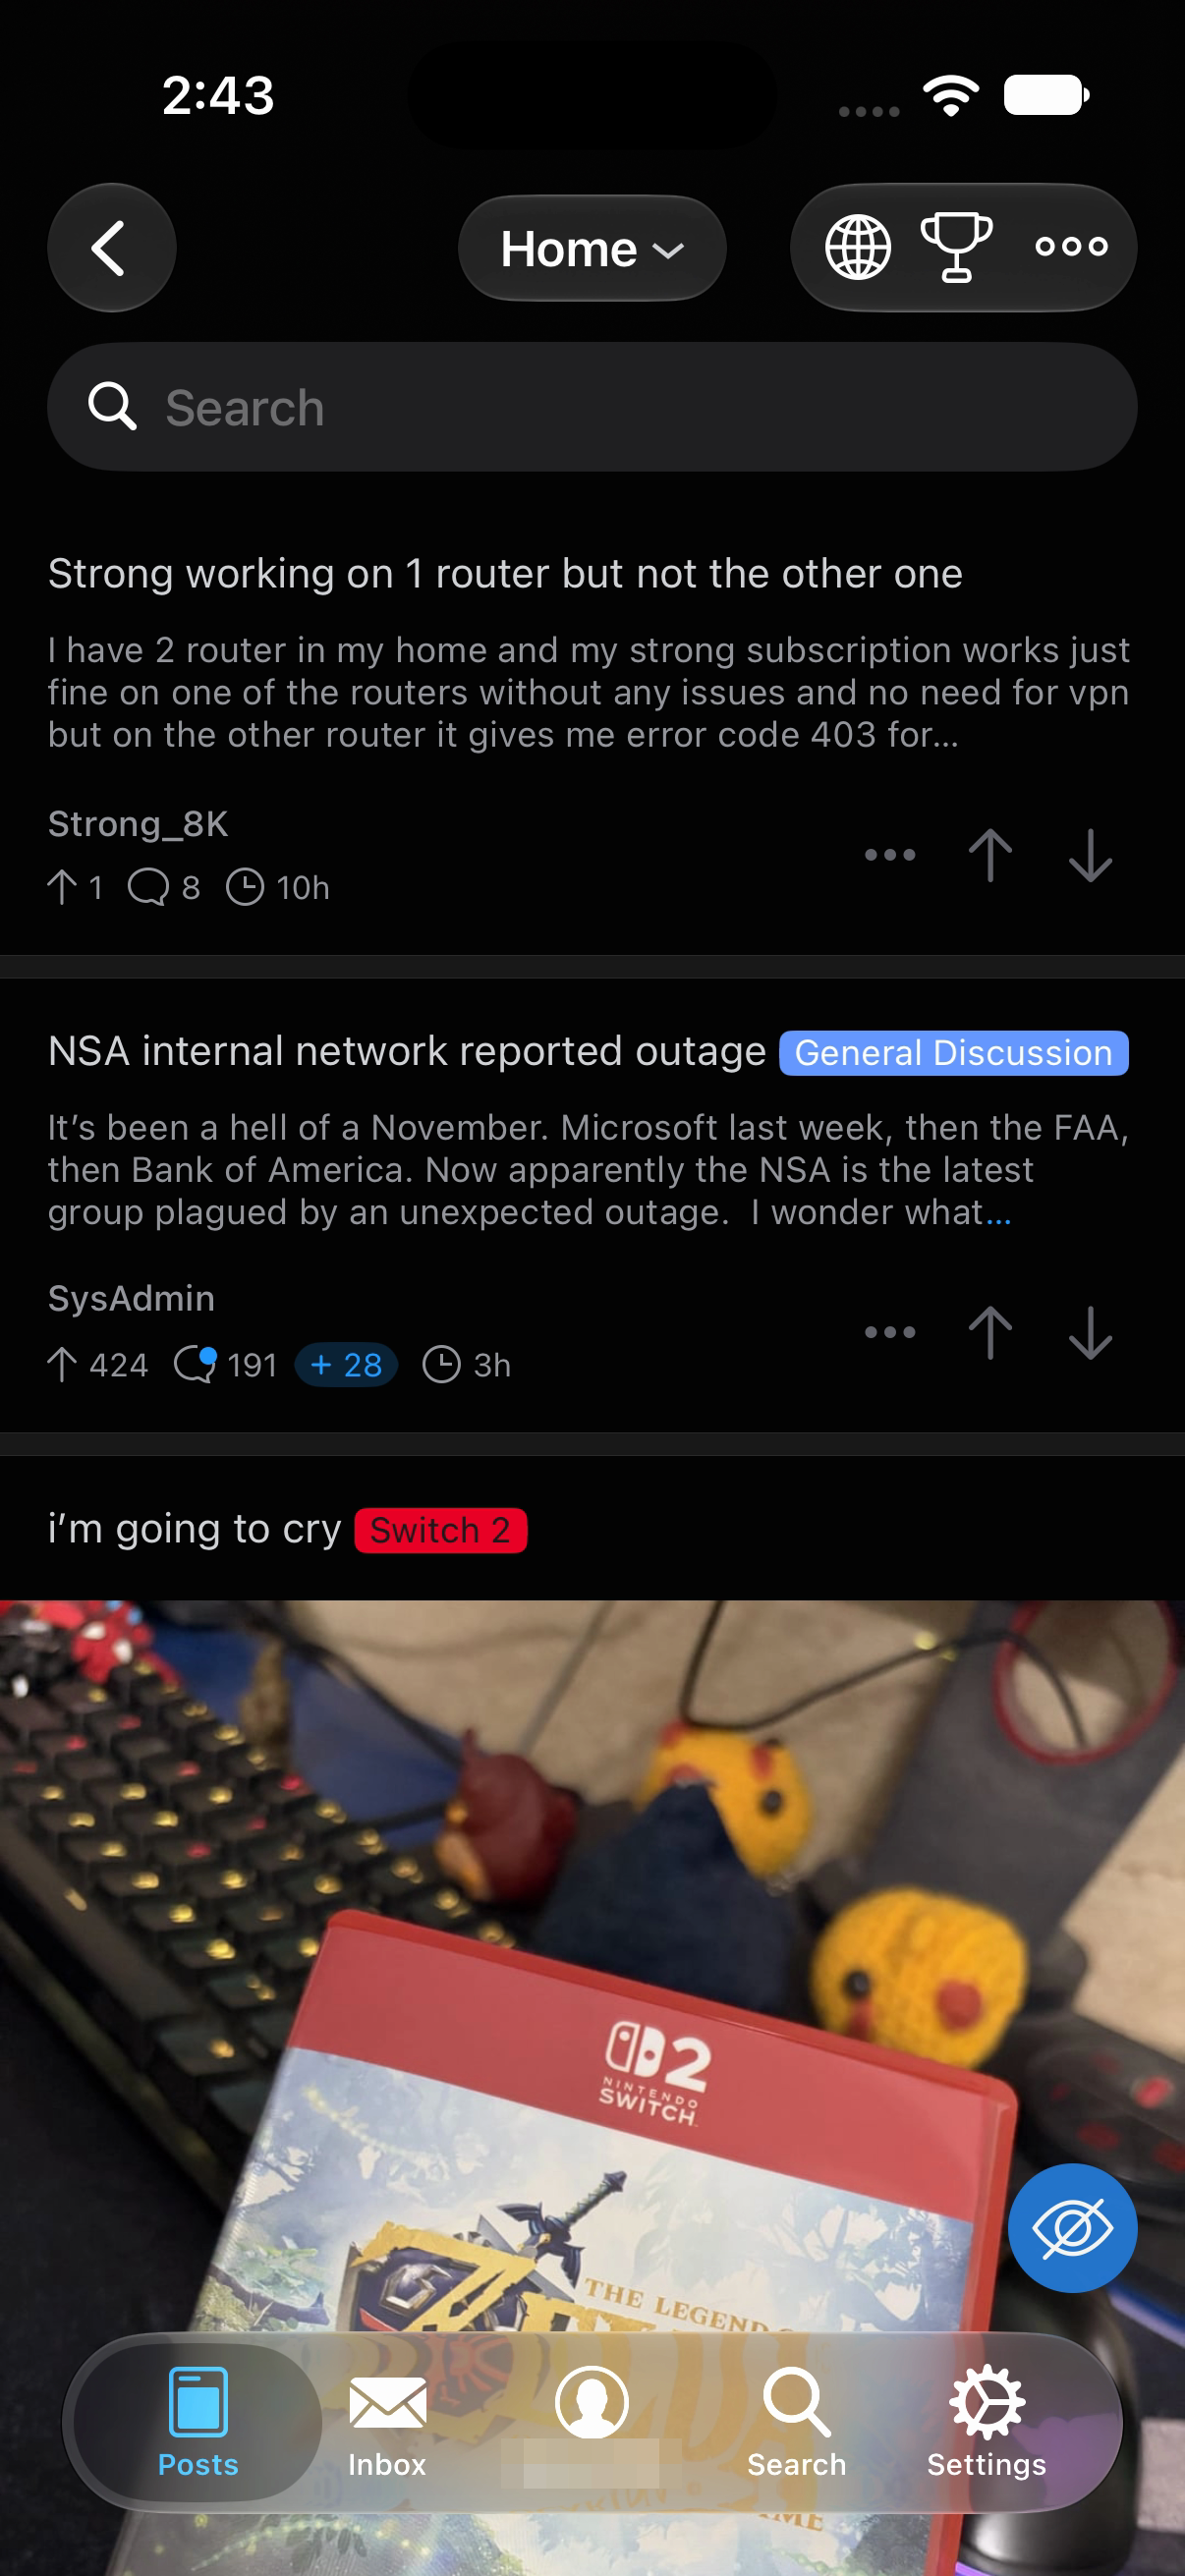 2:43
Home
Search
Strong working on 1 router but not the other one
I have 2 router in my home and my strong subscription works just
fine on one of the routers without any issues and no need for vpn
but on the other router it gives me error code 403 for...
Strong_8K
1 8 10h
NSA internal network reported outage General Discussion
It’s been a hell of a November. Microsoft last week, then the FAA,
then Bank of America. Now apparently the NSA is the latest
group plagued by an unexpected outage.  I wonder what...
SysAdmin
424 191 + 28 3h
i’m going to cry Switch 2
2
NINTENDO
SWITCH
THE LEGEND
Posts Inbox Search Settings